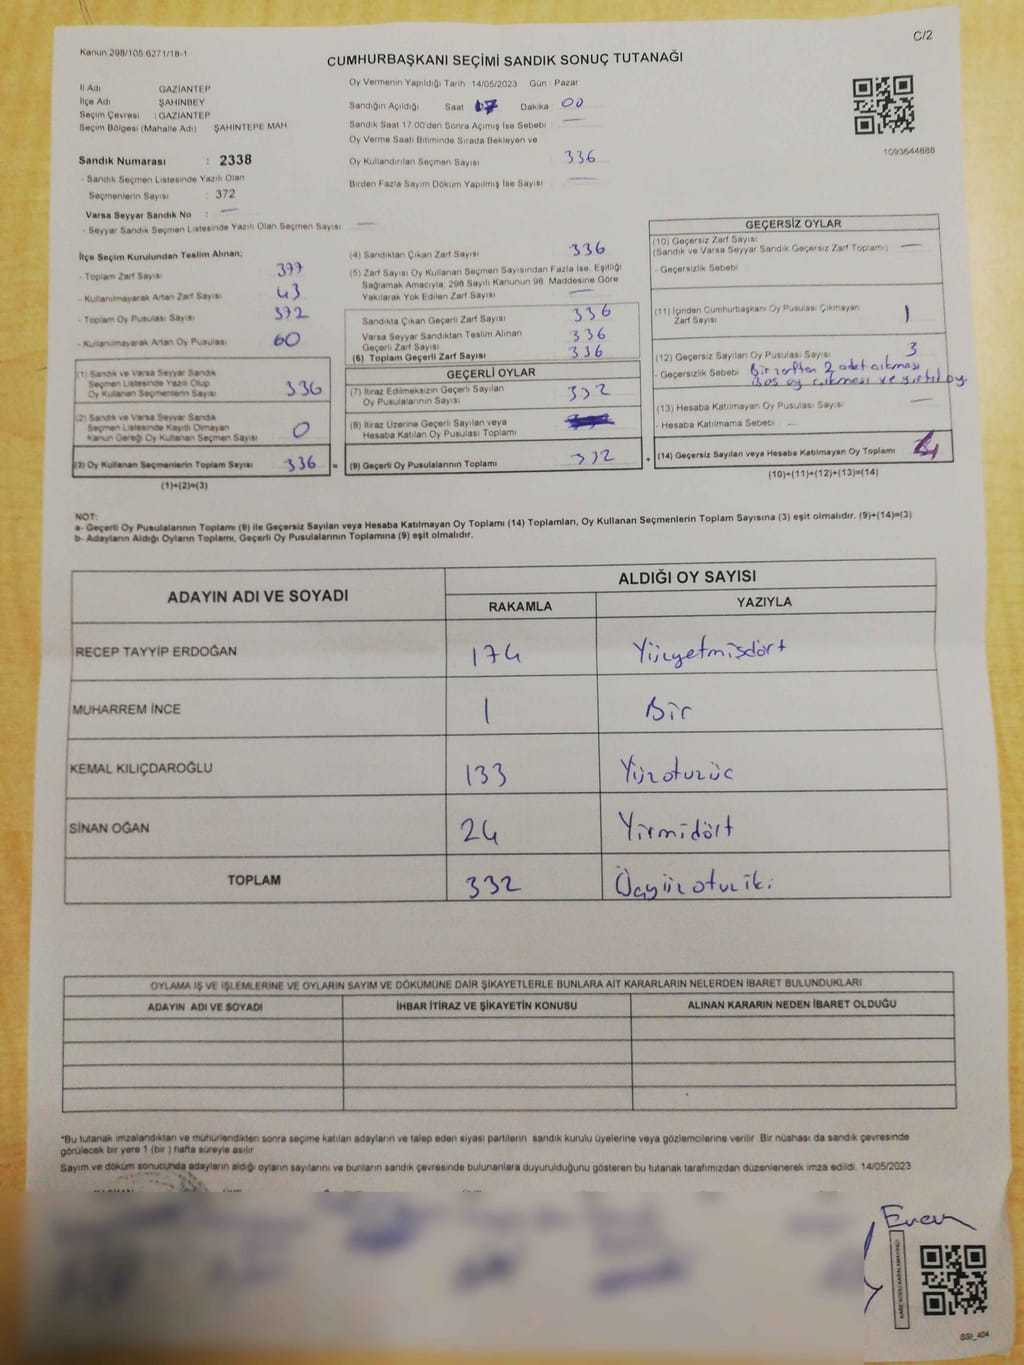 Kanun 298/105.6271/18-1
C/2
CUMHURBAŞKANI SEÇİMİ SANDIK SONUÇ TUTANAĞI
İl Adı GAZİANTEP
İlçe Adı ŞAHİNBEY
Seçim Çevresi : GAZİANTEP
Seçim Bölgesi (Mahalle Adı) ŞAHİNTEPE MAH
Sandık Numarası : 2338
- Sandık Seçmen Listesinde Yazılı Olan
Seçmenlerin Sayısı : 372
Varsa Seyyar Sandık No : —
- Seyyar Sandık Seçmen Listesinde Yazılı Olan Seçmen Sayısı : —
Oy Vermenin Yapıldığı Tarih 14/05/2023 Gün : Pazar
Sandığın Açıldığı Saat 17 Dakika 00
Sandık Saat 17:00'den Sonra Açılmış İse Sebebi : —
Oy Verme Saati Bitiminde Sırada Bekleyen ve
Oy Kullandırılan Seçmen Sayısı 336
Birden Fazla Sayım Döküm Yapılmış İse Sayısı —
1093644888
İlçe Seçim Kurulundan Teslim Alınan;
- Toplam Zarf Sayısı 377
- Kullanılmayarak Artan Zarf Sayısı 43
- Toplam Oy Pusulası Sayısı 372
- Kullanılmayarak Artan Oy Pusulası 60
(1) Sandık ve Varsa Seyyar Sandık
Seçmen Listesinde Yazılı Olup
Oy Kullanan Seçmenlerin Sayısı 336
(2) Sandık ve Varsa Seyyar Sandık
Seçmen Listesinde Kayıtlı Olmayan
Kanun Gereği Oy Kullanan Seçmen Sayısı 0
(3) Oy Kullanan Seçmenlerin Toplam Sayısı 336 =
(1)+(2)=(3)
(4) Sandıktan Çıkan Zarf Sayısı 336
(5) Zarf Sayısı Oy Kullanan Seçmen Sayısından Fazla İse, Eşitliği
Sağlamak Amacıyla, 298 Sayılı Kanunun 98. Maddesine Göre
Yakılarak Yok Edilen Zarf Sayısı —
Sandıkta Çıkan Geçerli Zarf Sayısı 336
Varsa Seyyar Sandıktan Teslim Alınan
Geçerli Zarf Sayısı 336
(6) Toplam Geçerli Zarf Sayısı 336
GEÇERLİ OYLAR
(7) İtiraz Edilmeksizin Geçerli Sayılan
Oy Pusulalarının Sayısı 332
(8) İtiraz Üzerine Geçerli Sayılan veya
Hesaba Katılan Oy Pusulası Toplamı
(9) Geçerli Oy Pusulalarının Toplamı 332 +
GEÇERSİZ OYLAR
(10) Geçersiz Zarf Sayısı
(Sandık ve Varsa Seyyar Sandık Geçersiz Zarf Toplamı) —
- Geçersizlik Sebebi
(11) İçinden Cumhurbaşkanı Oy Pusulası Çıkmayan
Zarf Sayısı 1
(12) Geçersiz Sayılan Oy Pusulası Sayısı 3
- Geçersizlik Sebebi Bir zarftan 2 adet çıkması
Boş oy çıkması ve yırtık oy.
(13) Hesaba Katılmayan Oy Pusulası Sayısı —
- Hesaba Katılmama Sebebi —
(14) Geçersiz Sayılan veya Hesaba Katılmayan Oy Toplamı 4
(10)+(11)+(12)+(13)=(14)
NOT:
a- Geçerli Oy Pusulalarının Toplamı (9) ile Geçersiz Sayılan veya Hesaba Katılmayan Oy Toplamı (14) Toplamları, Oy Kullanan Seçmenlerin Toplam Sayısına (3) eşit olmalıdır. (9)+(14)=(3)
b- Adayların Aldığı Oyların Toplamı, Geçerli Oy Pusulalarının Toplamına (9) eşit olmalıdır.
ADAYIN ADI VE SOYADI
ALDIĞI OY SAYISI
RAKAMLA YAZIYLA
RECEP TAYYİP ERDOĞAN 174 Yüzyetmişdört
MUHARREM İNCE 1 Bir
KEMAL KILIÇDAROĞLU 133 Yüzotuzüç
SİNAN OĞAN 24 Yirmidört
TOPLAM 332 Üçyüzotuziki
OYLAMA İŞ VE İŞLEMLERİNE VE OYLARIN SAYIM VE DÖKÜMÜNE DAİR ŞİKAYETLERLE BUNLARA AİT KARARLARIN NELERDEN İBARET BULUNDUKLARI
ADAYIN ADI VE SOYADI İHBAR İTİRAZ VE ŞİKAYETİN KONUSU ALINAN KARARIN NEDEN İBARET OLDUĞU
*Bu tutanak imzalandıktan ve mühürlendikten sonra seçime katılan adayların ve talep eden siyasi partilerin sandık kurulu üyelerine veya gözlemcilerine verilir. Bir nüshası da sandık çevresinde
görülecek bir yere 1 (bir ) hafta süreyle asılır.
Sayım ve döküm sonucunda adayların aldığı oyların sayılarını ve bunların sandık çevresinde bulunanlara duyurulduğunu gösteren bu tutanak tarafımızdan düzenlenerek imza edildi. 14/05/2023
SSI_404